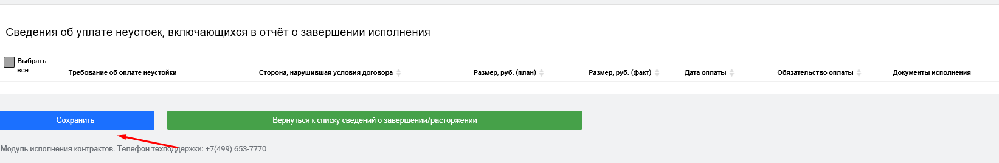 Сведения об уплате неустоек, включающихся в отчёт о завершении исполнения
Выбрать
все
Требование об оплате неустойки Сторона, нарушившая условия договора Размер, руб. (план) Размер, руб. (факт) Дата оплаты Обязательство оплаты Документы исполнения
Сохранить Вернуться к списку сведений о завершении/расторжении
Модуль исполнения контрактов. Телефон техподдержки: +7(499) 653-7770